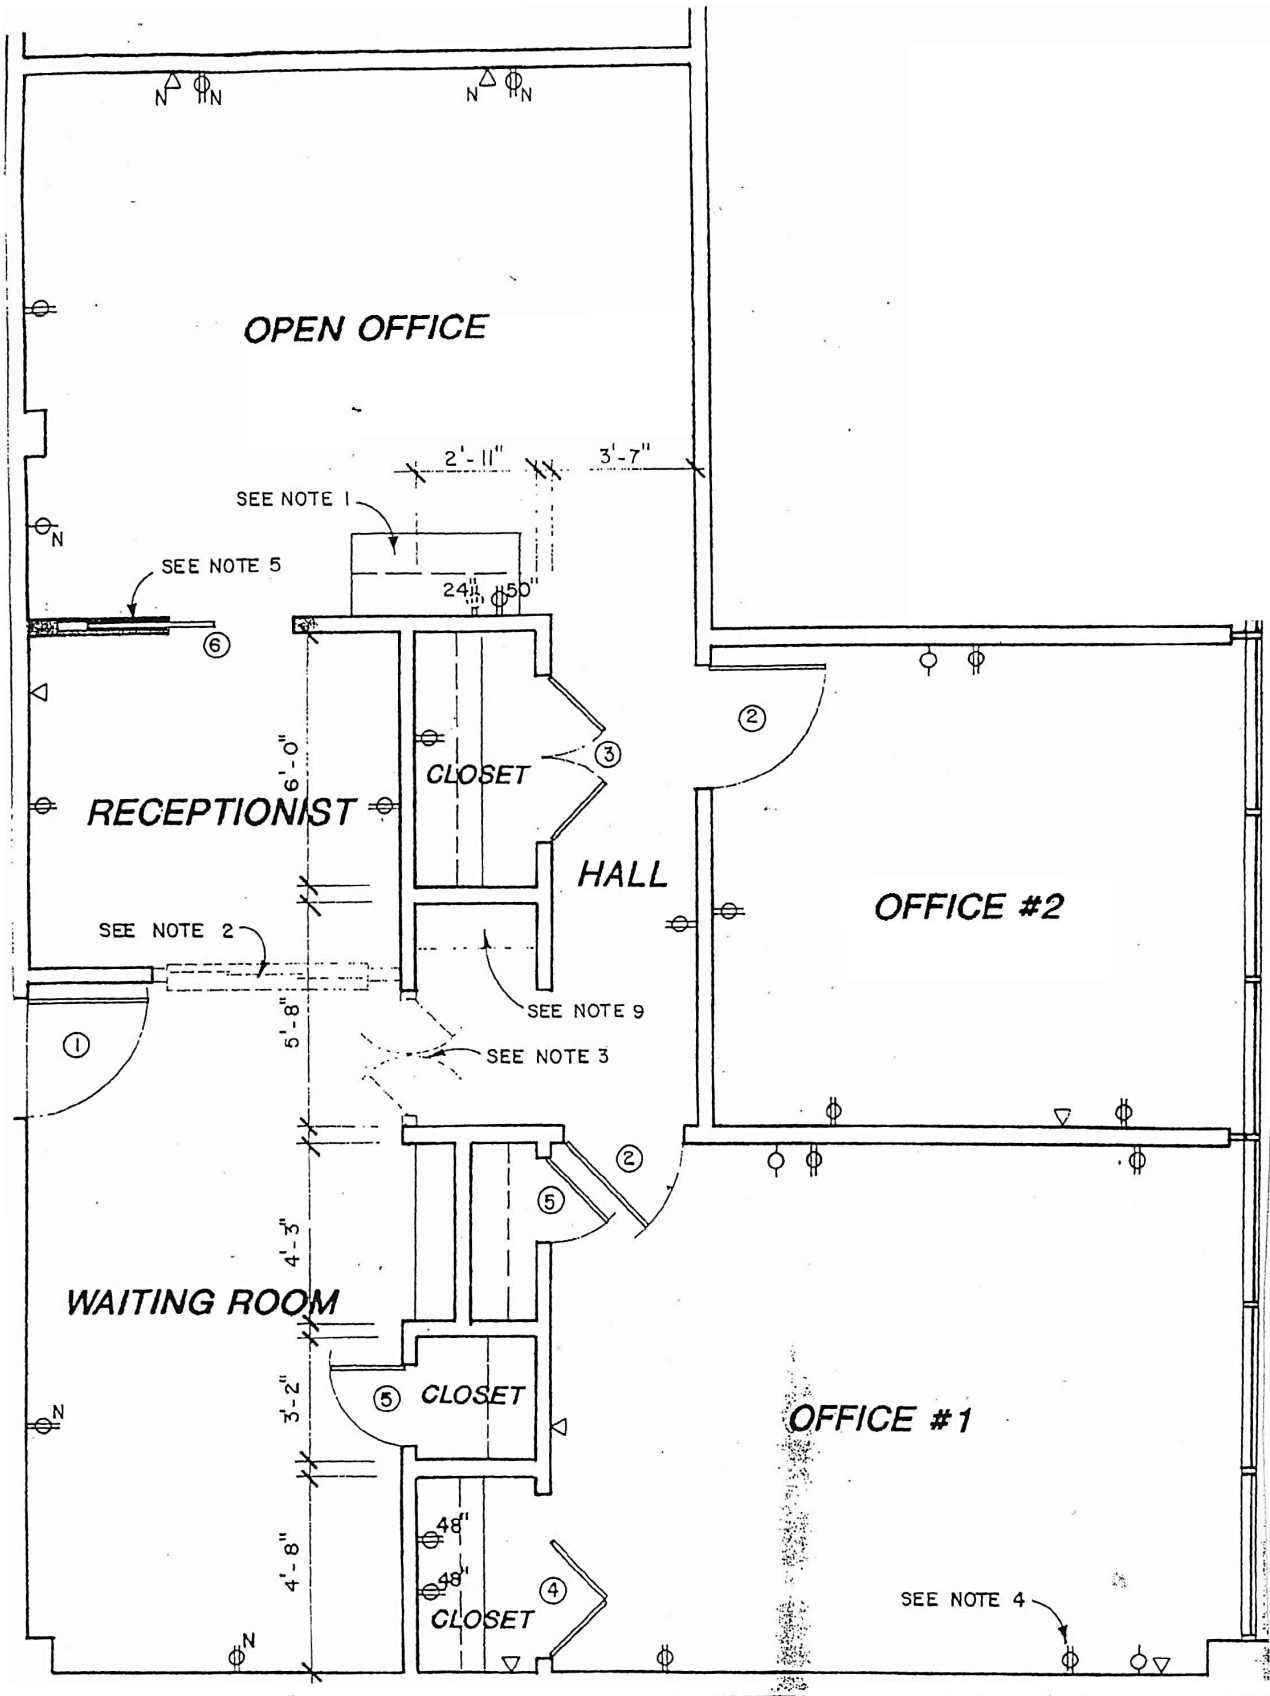 N N N N
OPEN OFFICE
2'-11" 3'-7"
SEE NOTE 1
N
SEE NOTE 5
24" 50"
6
2
3
6'-0"
CLOSET
RECEPTIONIST
HALL
OFFICE #2
SEE NOTE 2
SEE NOTE 9
5'-8"
1
SEE NOTE 3
2
5
4'-3"
WAITING ROOM
3'-2"
5
CLOSET
N
OFFICE #1
48"
4'-8"
48"
4
SEE NOTE 4
CLOSET
N